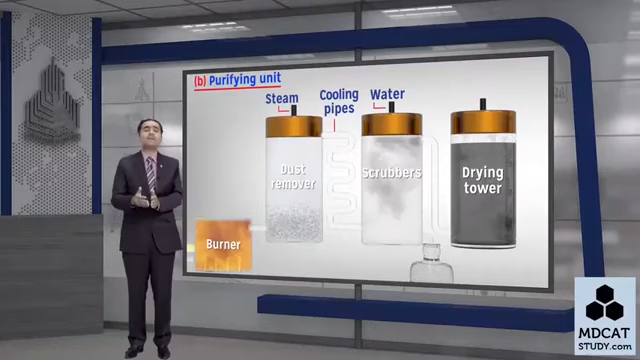 (b) Purifying unit
Steam
Cooling
pipes
Water
Dust
remover
Scrubbers
Drying
tower
Burner
MDCAT
STUDY.com